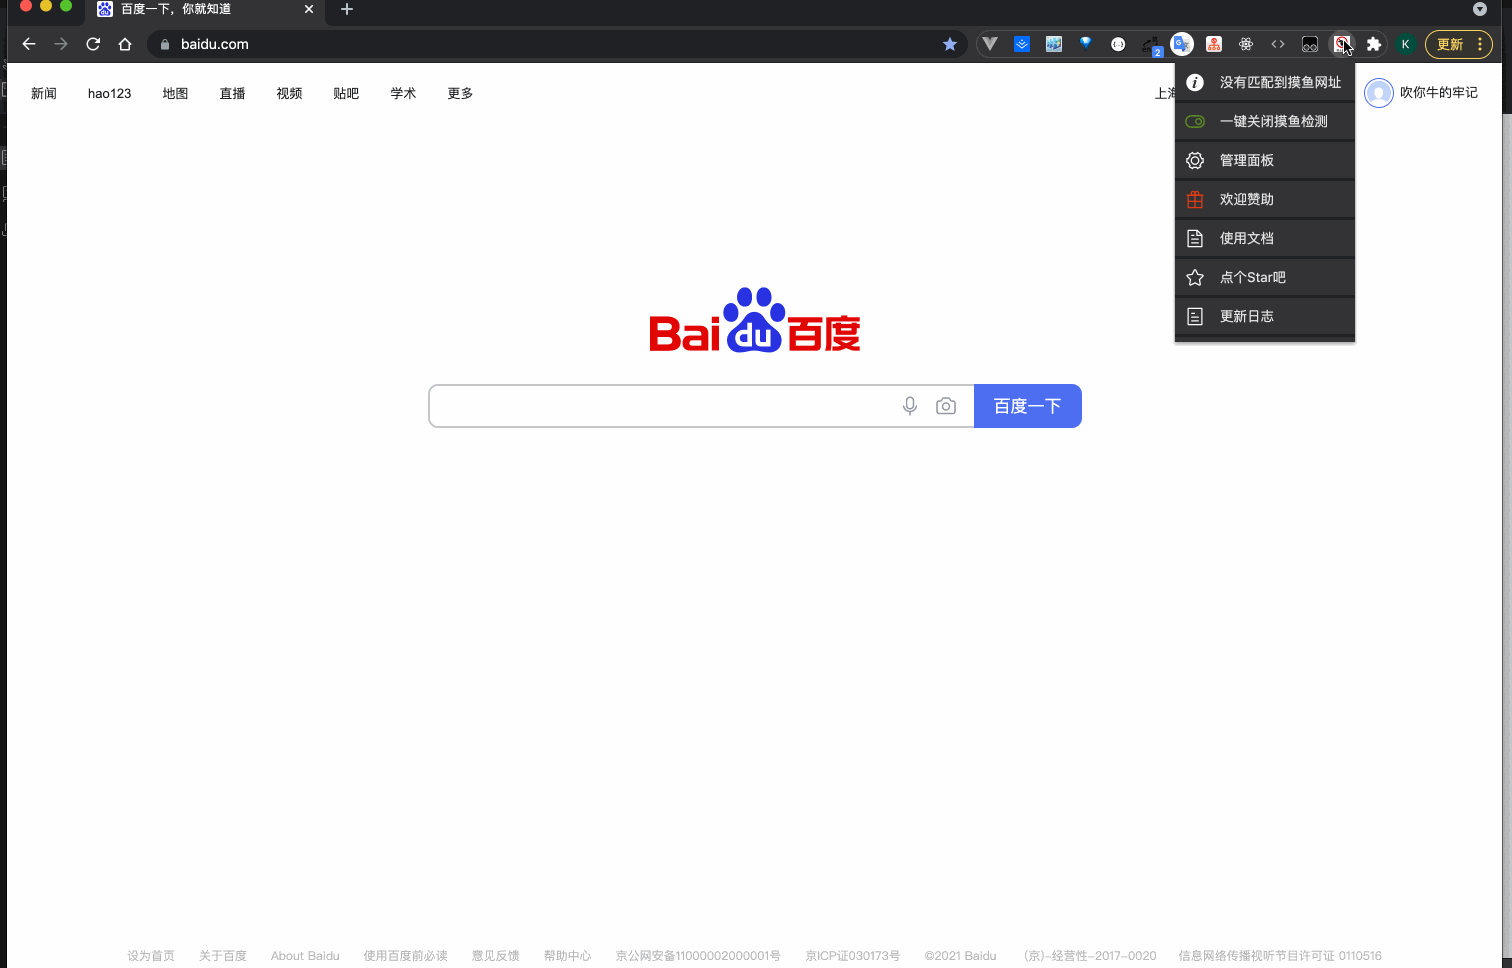 百度一下，你就知道
baidu.com
2
K
更新
新闻 hao123 地图 直播 视频 贴吧 学术 更多
上海
吹你牛的牢记
没有匹配到摸鱼网址
一键关闭摸鱼检测
管理面板
欢迎赞助
使用文档
点个Star吧
更新日志
Bai du 百度
百度一下
设为首页 关于百度 About Baidu 使用百度前必读 意见反馈 帮助中心 京公网安备11000002000001号 京ICP证030173号 ©2021 Baidu (京)-经营性-2017-0020 信息网络传播视听节目许可证 0110516